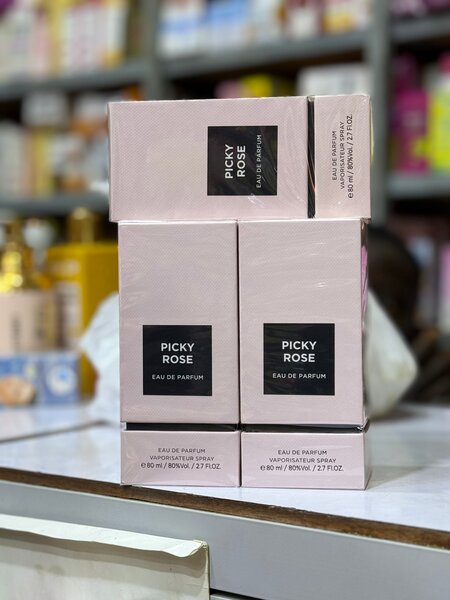 PICKY
ROSE
EAU DE PARFUM
EAU DE PARFUM
VAPORISATEUR SPRAY
℮ 80 ml / 80%Vol. / 2.7 Fl.OZ.
PICKY
ROSE
EAU DE PARFUM
EAU DE PARFUM
VAPORISATEUR SPRAY
℮ 80 ml / 80%Vol. / 2.7 Fl.OZ.
PICKY
ROSE
EAU DE PARFUM
EAU DE PARFUM
VAPORISATEUR SPRAY
℮ 80 ml / 80%Vol. / 2.7 Fl.OZ.